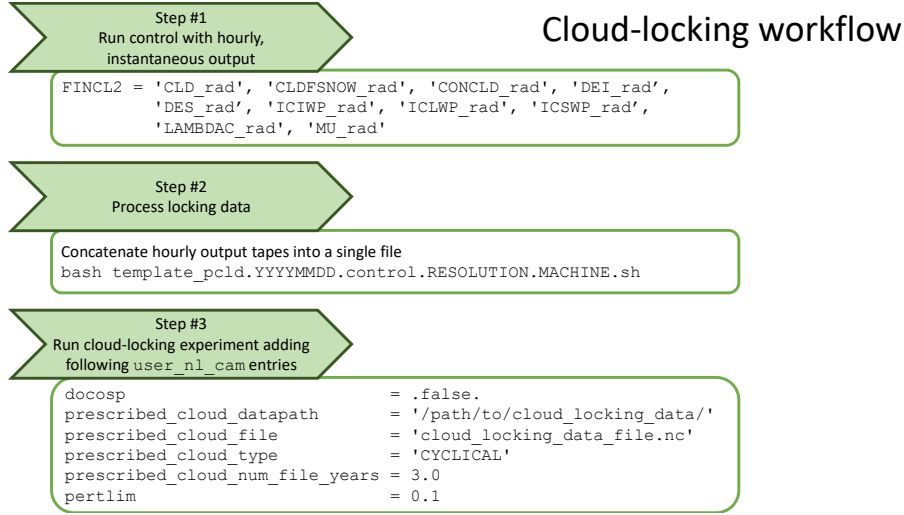 Cloud-locking workflow
Step #1
Run control with hourly,
instantaneous output
FINCL2 = 'CLD_rad', 'CLDFSNOW_rad', 'CONCLD_rad', 'DEI_rad’,
'DES_rad’, 'ICIWP_rad', 'ICLWP_rad', 'ICSWP_rad’,
'LAMBDAC_rad', 'MU_rad'
Step #2
Process locking data
Concatenate hourly output tapes into a single file
bash template_pcld.YYYYMMDD.control.RESOLUTION.MACHINE.sh
Step #3
Run cloud-locking experiment adding
following user_nl_cam entries
docosp = .false.
prescribed_cloud_datapath = '/path/to/cloud_locking_data/'
prescribed_cloud_file = 'cloud_locking_data_file.nc'
prescribed_cloud_type = 'CYCLICAL'
prescribed_cloud_num_file_years = 3.0
pertlim = 0.1